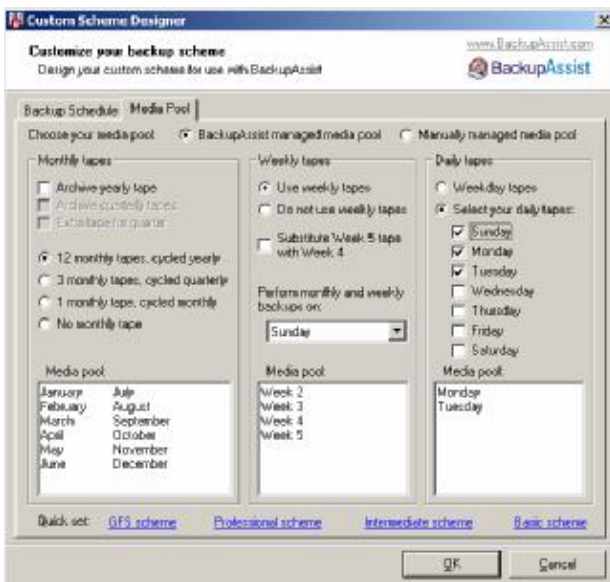 Custom Scheme Designer
Customize your backup scheme
Design your custom scheme for use with BackupAssist
www.BackupAssist.com
BackupAssist
Backup Schedule
Media Pool
Choose your media pool:
BackupAssist managed media pool
Manually managed media pool
Monthly tapes
Archive yearly tape
Archive quarterly tapes
Extra tape for quarter
12 monthly tapes, cycled yearly
3 monthly tapes, cycled quarterly
1 monthly tape, cycled monthly
No monthly tape
Media pool
January July
February August
March September
April October
May November
June December
Weekly tapes
Use weekly tapes
Do not use weekly tapes
Substitute Week 5 tape
with Week 4
Perform monthly and weekly
backups on:
Sunday
Media pool
Week 2
Week 3
Week 4
Week 5
Daily tapes
Weekday tapes
Select your daily tapes:
Sunday
Monday
Tuesday
Wednesday
Thursday
Friday
Saturday
Media pool
Monday
Tuesday
Quick set:
GFS scheme
Professional scheme
Intermediate scheme
Basic scheme
OK
Cancel